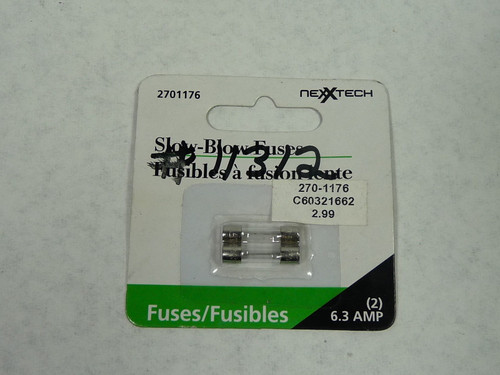 2701176
NEXXTECH
Slow-Blow Fuses
# 11312
Fusibles à fusion lente
270-1176
C60321662
2.99
Fuses/Fusibles
(2)
6.3 AMP